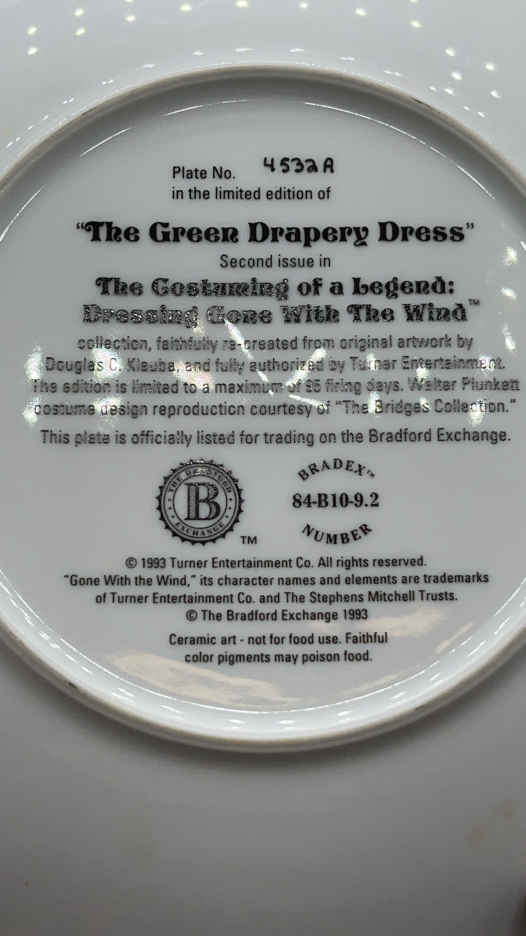 Plate No. 4532A
in the limited edition of
"The Green Drapery Dress"
Second issue in
The Costuming of a Legend:
Dressing Gone With The Wind™
collection, faithfully re-created from original artwork by
Douglas C. Klauba, and fully authorized by Turner Entertainment.
The edition is limited to a maximum of 95 firing days. Walter Plunkett
costume design reproduction courtesy of "The Bridges Collection."
This plate is officially listed for trading on the Bradford Exchange.
THE BRADFORD
B
EXCHANGE
TM
BRADEX™
84-B10-9.2
NUMBER
© 1993 Turner Entertainment Co. All rights reserved.
"Gone With the Wind," its character names and elements are trademarks
of Turner Entertainment Co. and The Stephens Mitchell Trusts.
© The Bradford Exchange 1993
Ceramic art - not for food use. Faithful
color pigments may poison food.